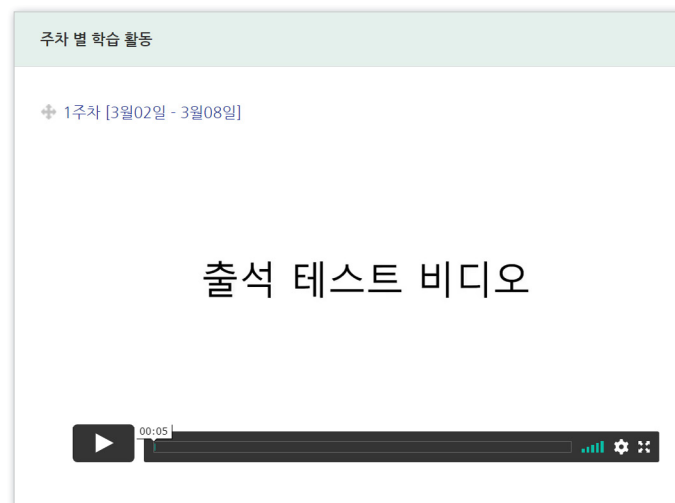 주차 별 학습 활동
1주차 [3월02일 - 3월08일]
출석 테스트 비디오
00:05